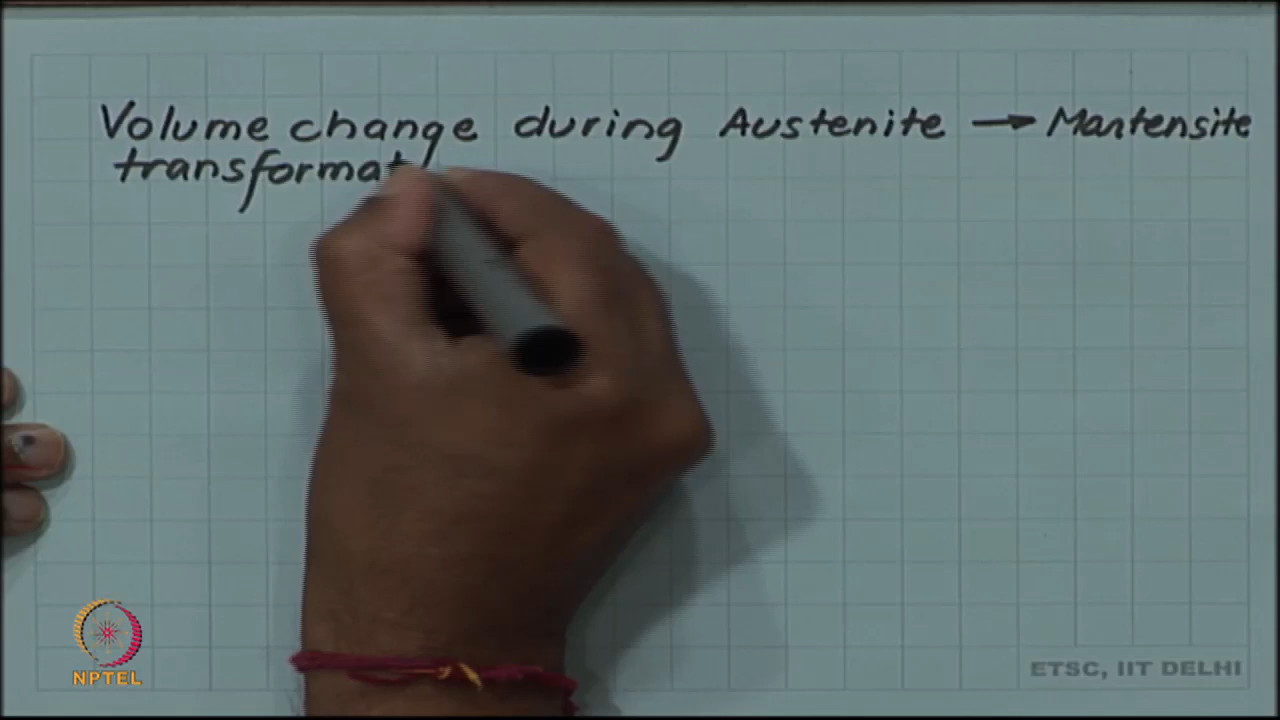 Volume change during Austenite → Martensite
transformat
NPTEL
ETSC, IIT DELHI